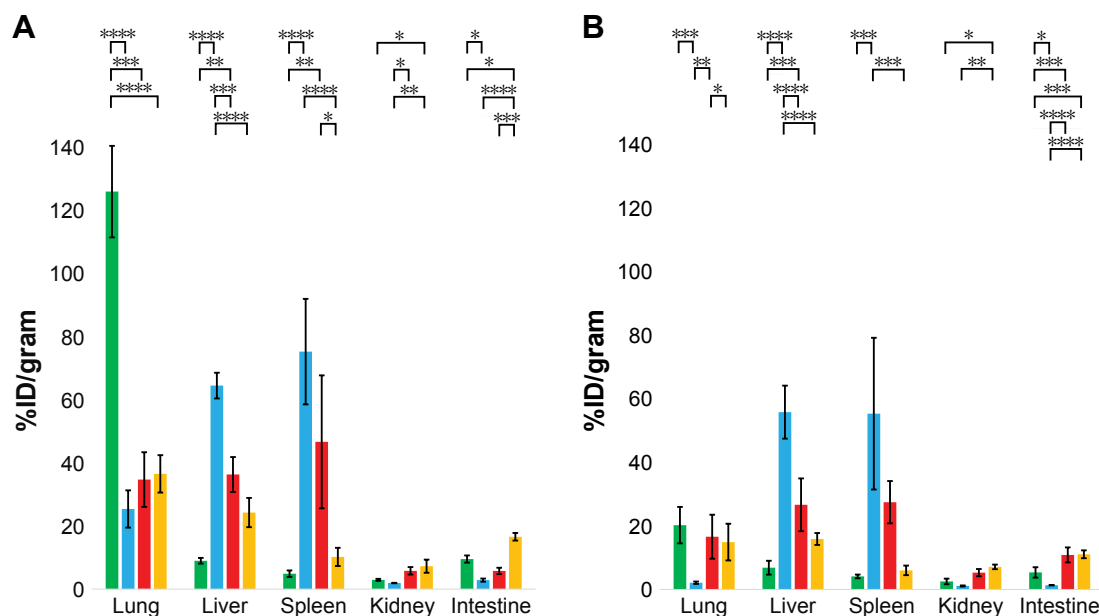 A
**** **** **** * *
*** ** ** * *
**** *** **** ** ****
**** * ***
140
120
100
80
60
40
20
0
%ID/gram
Lung Liver Spleen Kidney Intestine
B
*** **** *** * *
** *** *** ** ***
* **** ***
**** ****
****
140
120
100
80
60
40
20
0
%ID/gram
Lung Liver Spleen Kidney Intestine